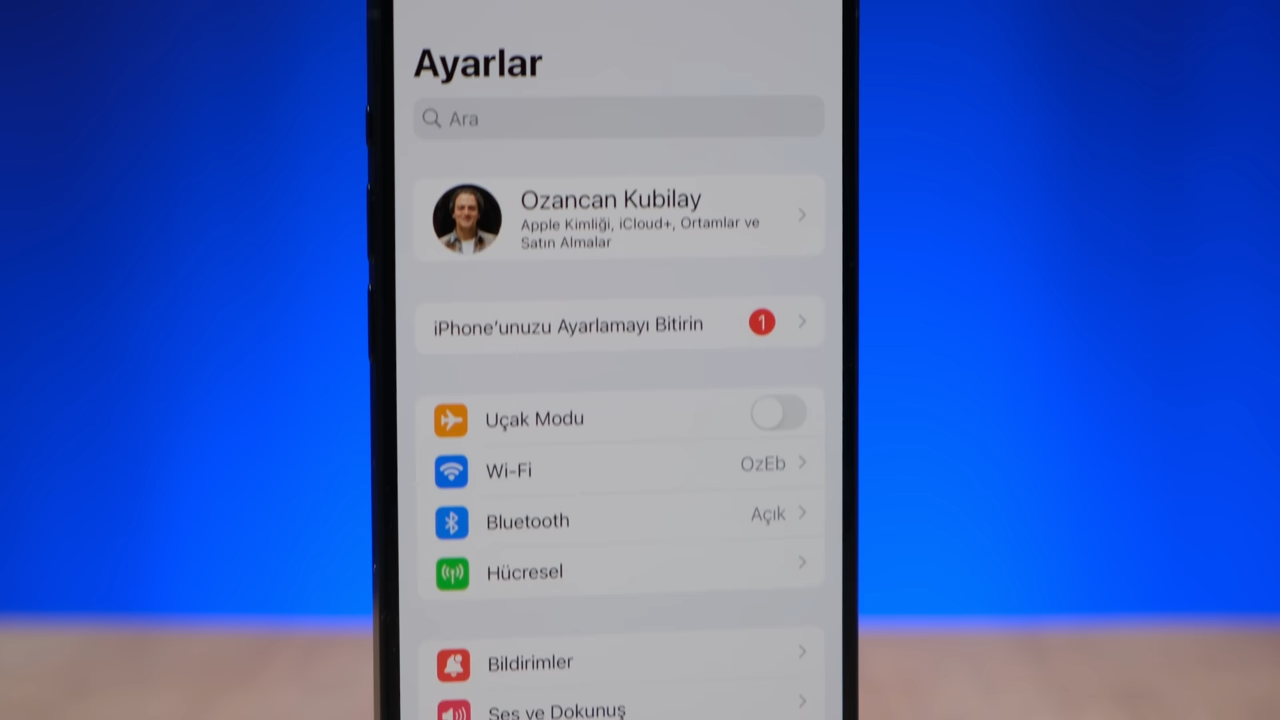 Ayarlar
Ara
Ozancan Kubilay
Apple Kimliği, iCloud+, Ortamlar ve
Satın Almalar
iPhone'unuzu Ayarlamayı Bitirin 1
Uçak Modu
Wi-Fi OzEb
Bluetooth Açık
Hücresel
Bildirimler
Ses ve Dokunuş